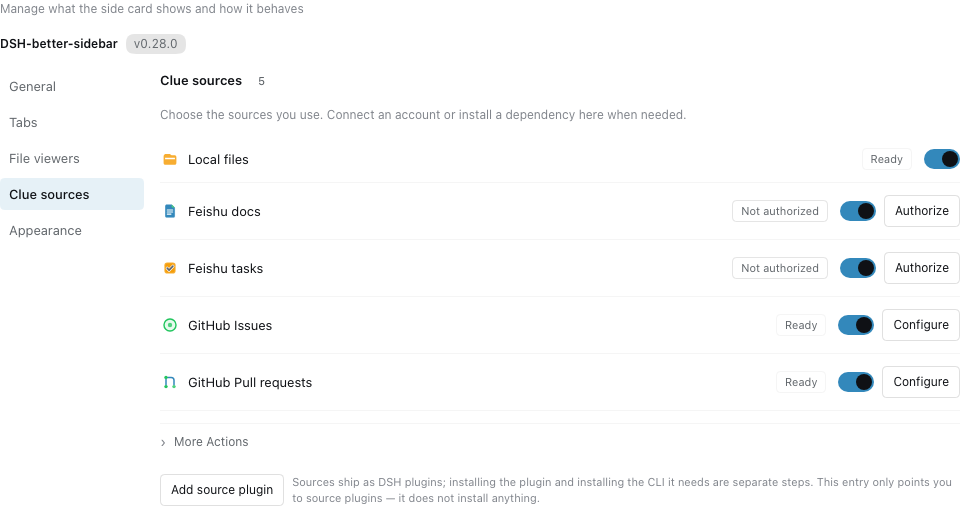 Manage what the side card shows and how it behaves
DSH-better-sidebar v0.28.0
General
Tabs
File viewers
Clue sources
Appearance
Clue sources 5
Choose the sources you use. Connect an account or install a dependency here when needed.
Local files Ready
Feishu docs Not authorized Authorize
Feishu tasks Not authorized Authorize
GitHub Issues Ready Configure
GitHub Pull requests Ready Configure
› More Actions
Add source plugin
Sources ship as DSH plugins; installing the plugin and installing the CLI it needs are separate steps. This entry only points you
to source plugins — it does not install anything.